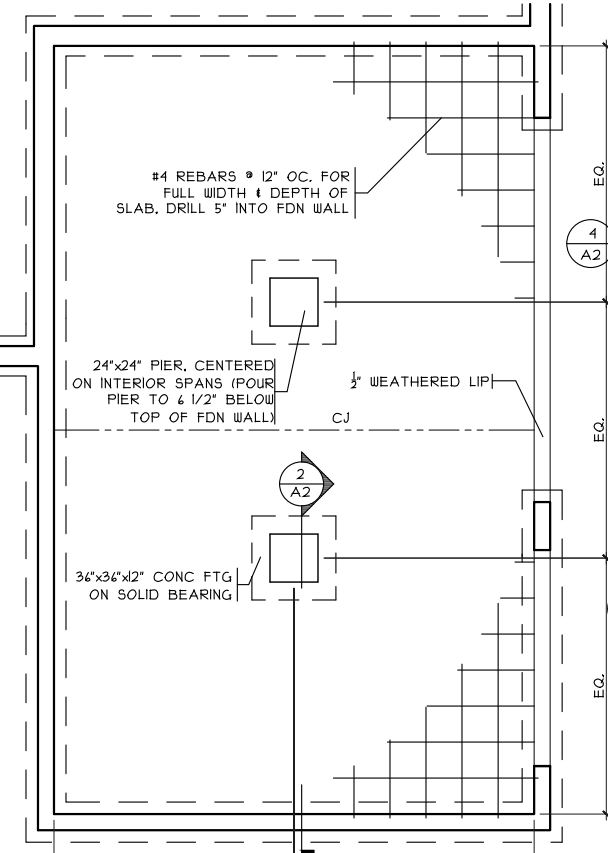 #4 REBARS @ 12" OC. FOR
FULL WIDTH & DEPTH OF
SLAB. DRILL 5" INTO FDN WALL
EQ.
4
A2
24"x24" PIER. CENTERED
ON INTERIOR SPANS (POUR
PIER TO 6 1/2" BELOW
TOP OF FDN WALL)
1/2" WEATHERED LIP
CJ
EQ.
2
A2
36"x36"x12" CONC FTG
ON SOLID BEARING
EQ.